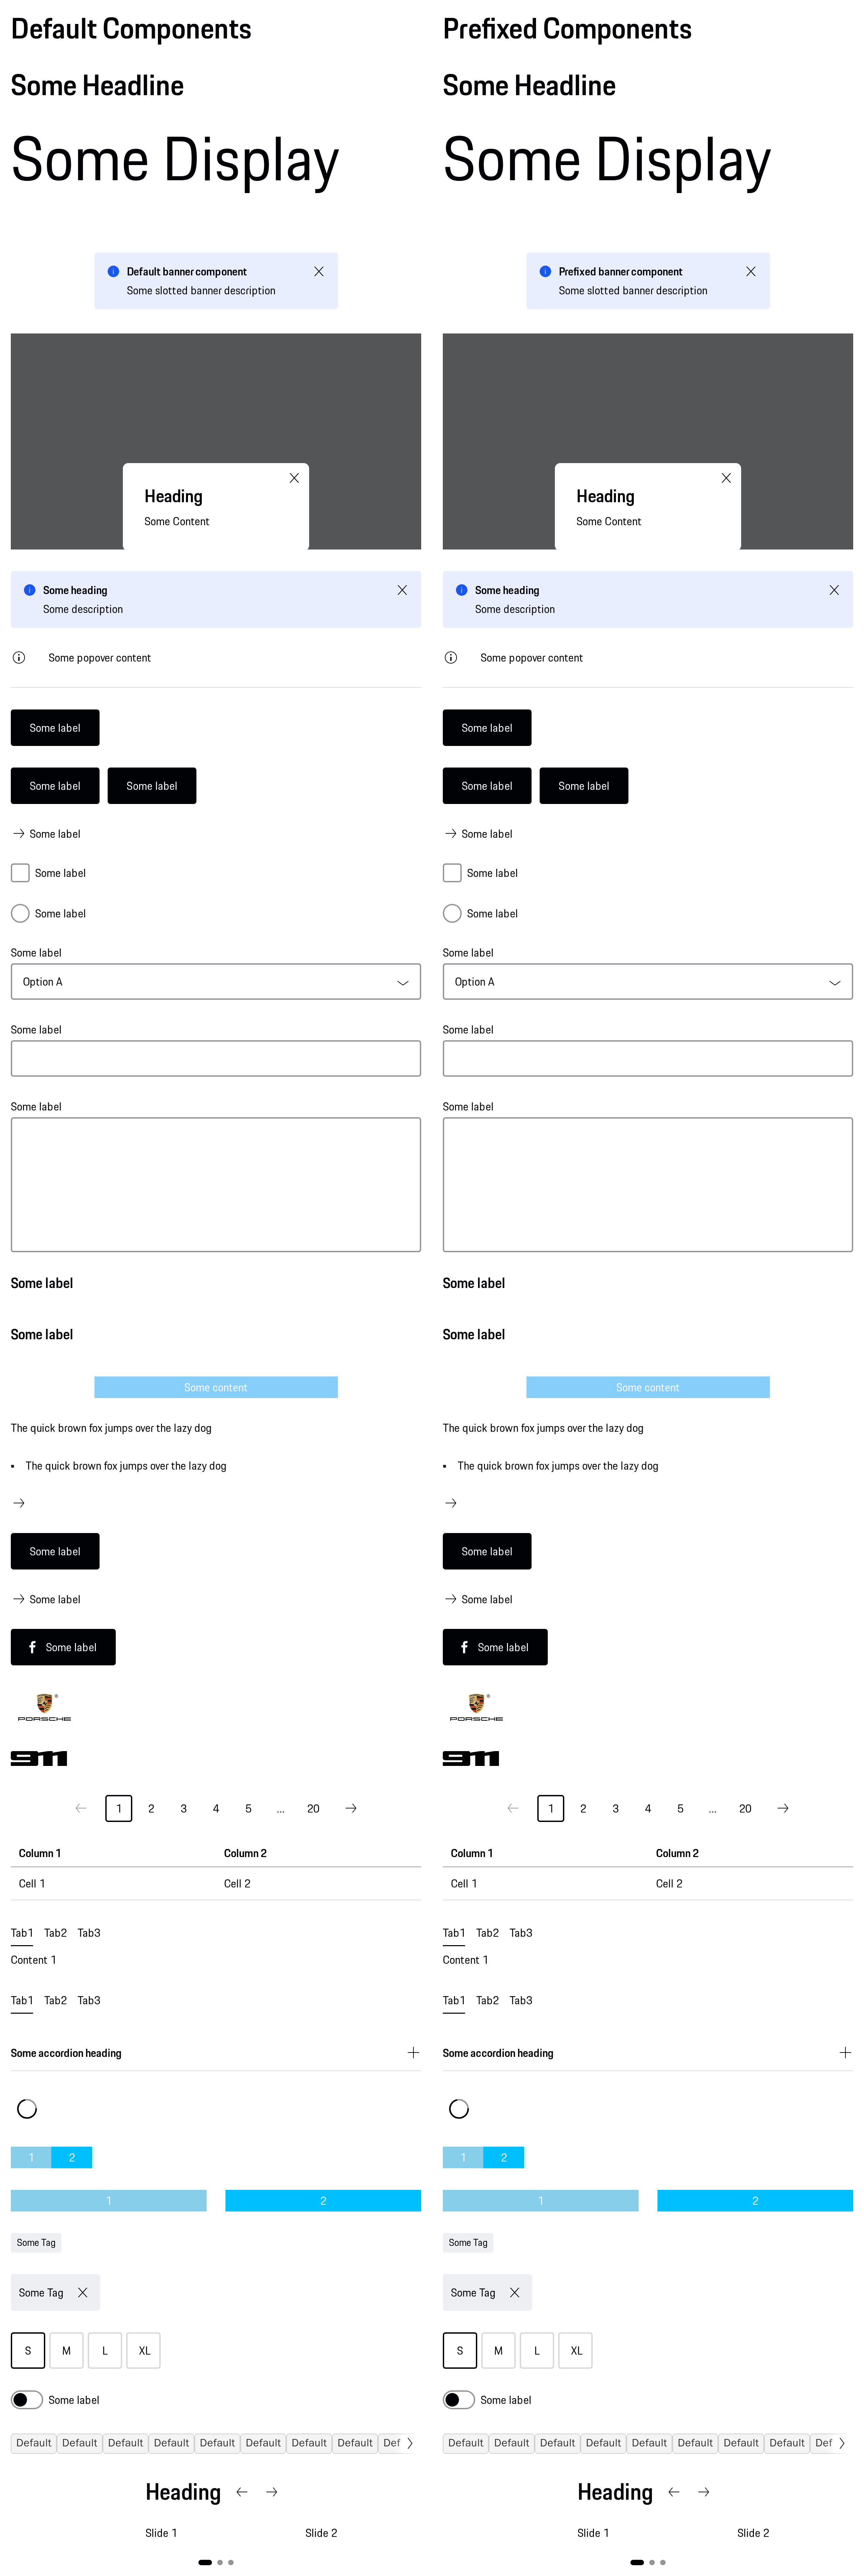 Default Components
Some Headline
Some Display
Default banner component
Some slotted banner description
Heading
Some Content
Some heading
Some description
Some popover content
Some label
Some label Some label
Some label
Some label
Some label
Some label
Option A
Some label
Some label
Some label
Some label
Some content
The quick brown fox jumps over the lazy dog
• The quick brown fox jumps over the lazy dog
Some label
Some label
Some label
PORSCHE
911
1 2 3 4 5 ... 20
Column 1 Column 2
Cell 1 Cell 2
Tab1 Tab2 Tab3
Content 1
Tab1 Tab2 Tab3
Some accordion heading
1 2
1 2
Some Tag
Some Tag
S M L XL
Some label
Default Default Default Default Default Default Default Default Def
Heading
Slide 1 Slide 2
Prefixed Components
Some Headline
Some Display
Prefixed banner component
Some slotted banner description
Heading
Some Content
Some heading
Some description
Some popover content
Some label
Some label Some label
Some label
Some label
Some label
Some label
Option A
Some label
Some label
Some label
Some label
Some content
The quick brown fox jumps over the lazy dog
• The quick brown fox jumps over the lazy dog
Some label
Some label
Some label
PORSCHE
911
1 2 3 4 5 ... 20
Column 1 Column 2
Cell 1 Cell 2
Tab1 Tab2 Tab3
Content 1
Tab1 Tab2 Tab3
Some accordion heading
1 2
1 2
Some Tag
Some Tag
S M L XL
Some label
Default Default Default Default Default Default Default Default Def
Heading
Slide 1 Slide 2